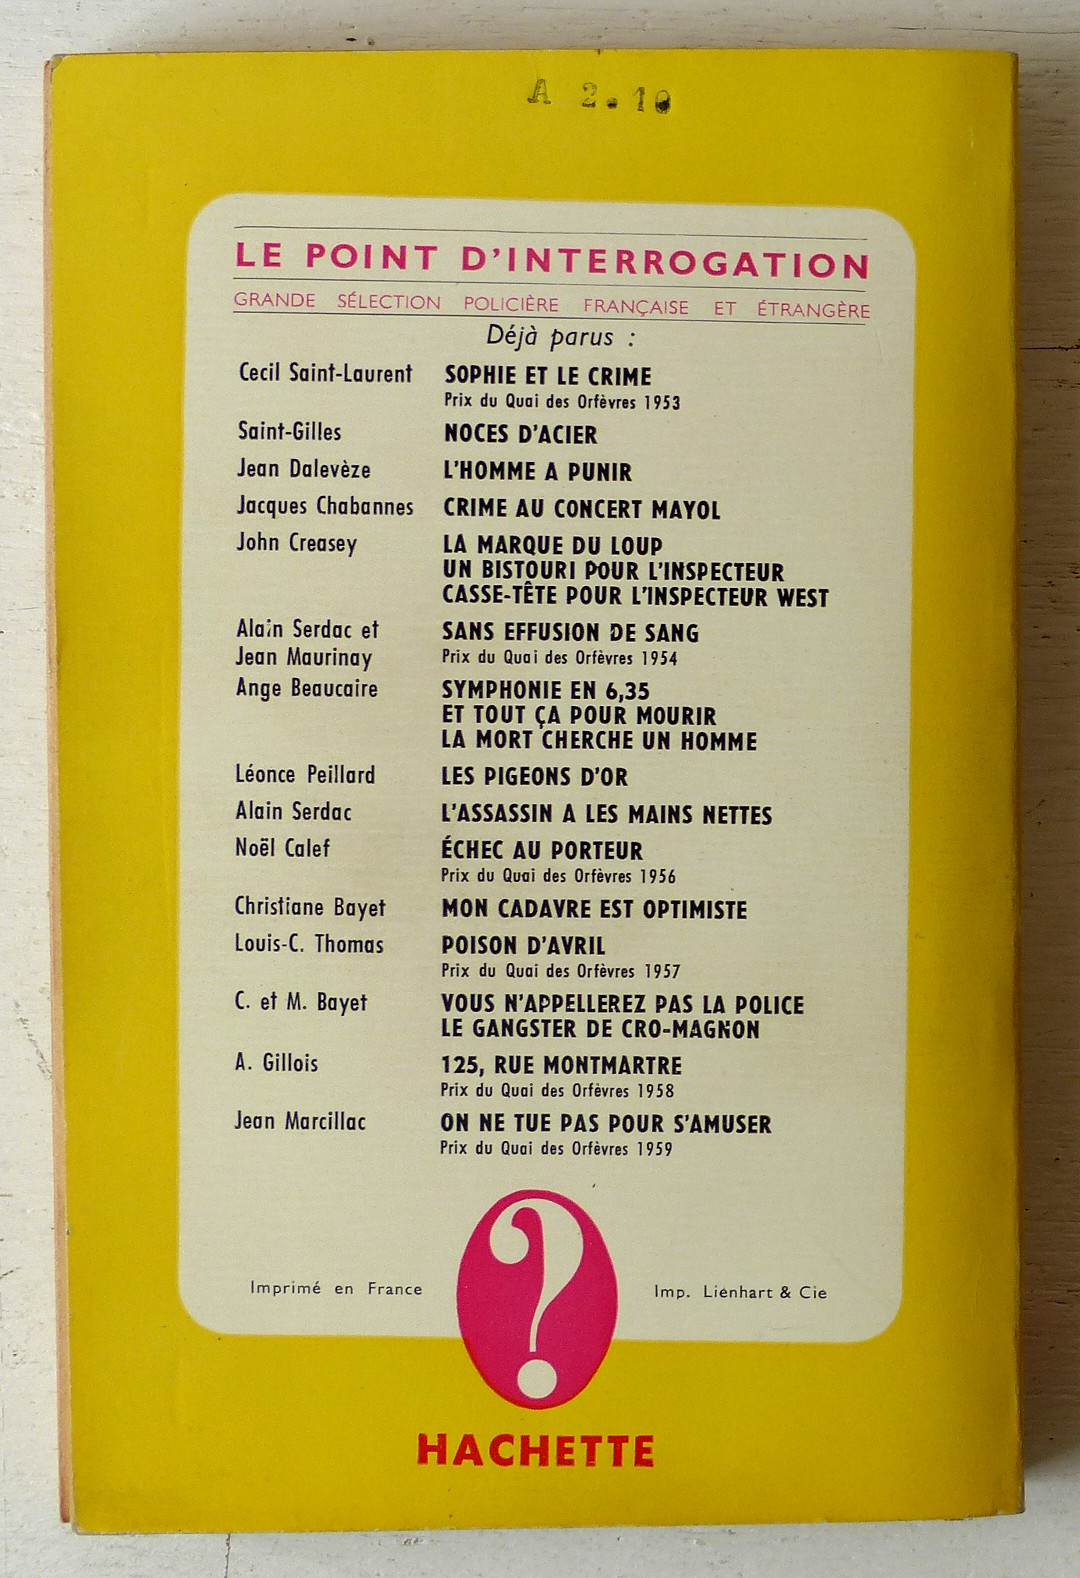 A 2.10
LE POINT D'INTERROGATION
GRANDE SÉLECTION POLICIÈRE FRANÇAISE ET ÉTRANGÈRE
Déjà parus :
Cecil Saint-Laurent SOPHIE ET LE CRIME
Prix du Quai des Orfèvres 1953
Saint-Gilles NOCES D'ACIER
Jean Dalevèze L'HOMME A PUNIR
Jacques Chabannes CRIME AU CONCERT MAYOL
John Creasey LA MARQUE DU LOUP
UN BISTOURI POUR L'INSPECTEUR
CASSE-TÊTE POUR L'INSPECTEUR WEST
Alain Serdac et SANS EFFUSION DE SANG
Jean Maurinay Prix du Quai des Orfèvres 1954
Ange Beaucaire SYMPHONIE EN 6,35
ET TOUT ÇA POUR MOURIR
LA MORT CHERCHE UN HOMME
Léonce Peillard LES PIGEONS D'OR
Alain Serdac L'ASSASSIN A LES MAINS NETTES
Noël Calef ÉCHEC AU PORTEUR
Prix du Quai des Orfèvres 1956
Christiane Bayet MON CADAVRE EST OPTIMISTE
Louis-C. Thomas POISON D'AVRIL
Prix du Quai des Orfèvres 1957
C. et M. Bayet VOUS N'APPELLEREZ PAS LA POLICE
LE GANGSTER DE CRO-MAGNON
A. Gillois 125, RUE MONTMARTRE
Prix du Quai des Orfèvres 1958
Jean Marcillac ON NE TUE PAS POUR S'AMUSER
Prix du Quai des Orfèvres 1959
?
Imprimé en France Imp. Lienhart & Cie
HACHETTE